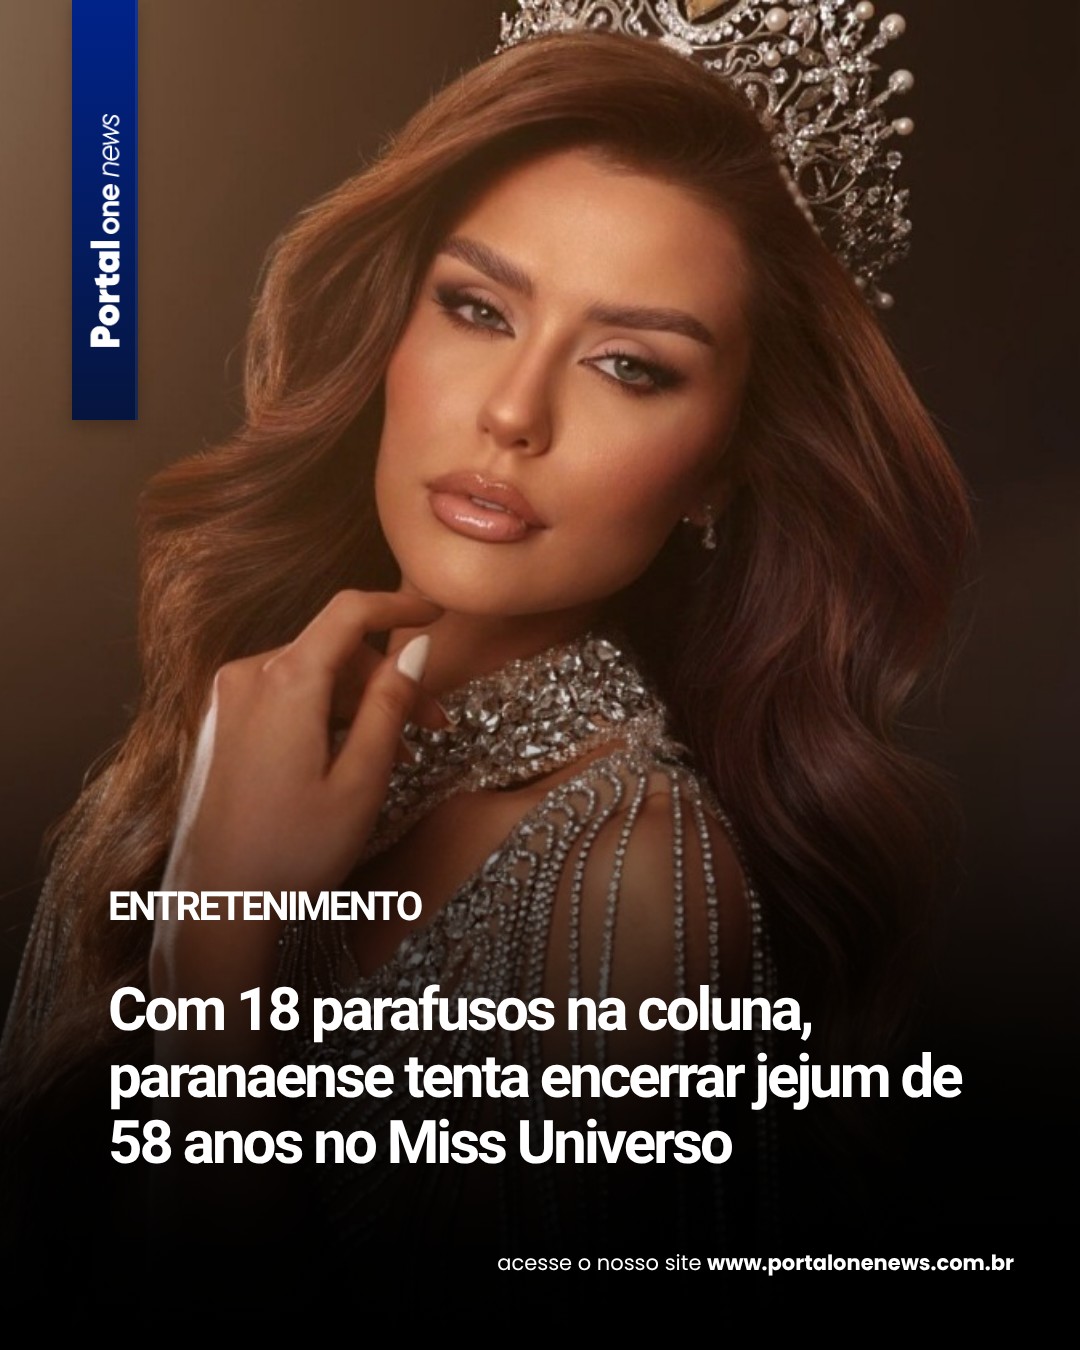 Portal one news
ENTRETENIMENTO
Com 18 parafusos na coluna,
paranaense tenta encerrar jejum de
58 anos no Miss Universo
acesse o nosso site www.portalonenews.com.br